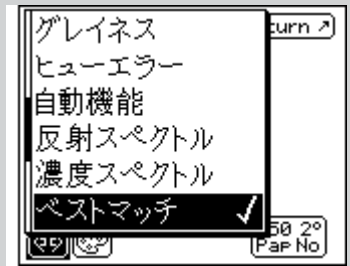 グレイネス
ヒューエラー
自動機能
反射スペクトル
濃度スペクトル
ベストマッチ
turn
50 2°
Pap No